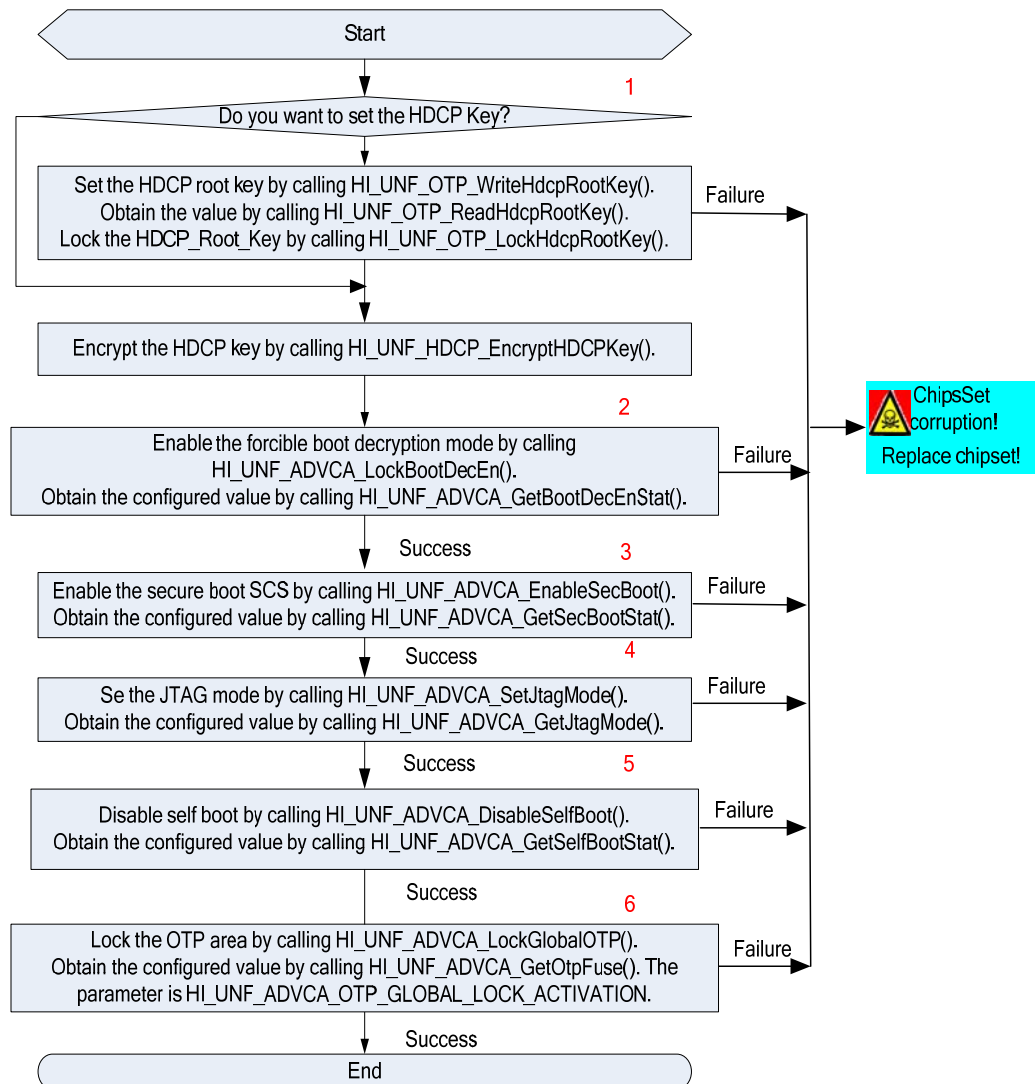 Start
1
Do you want to set the HDCP Key?
Set the HDCP root key by calling HI_UNF_OTP_WriteHdcpRootKey().
Obtain the value by calling HI_UNF_OTP_ReadHdcpRootKey().
Lock the HDCP_Root_Key by calling HI_UNF_OTP_LockHdcpRootKey().
Failure
Encrypt the HDCP key by calling HI_UNF_HDCP_EncryptHDCPKey().
ChipsSet
corruption!
Replace chipset!
2
Enable the forcible boot decryption mode by calling
HI_UNF_ADVCA_LockBootDecEn().
Obtain the configured value by calling HI_UNF_ADVCA_GetBootDecEnStat().
Failure
Success
3
Enable the secure boot SCS by calling HI_UNF_ADVCA_EnableSecBoot().
Obtain the configured value by calling HI_UNF_ADVCA_GetSecBootStat().
Failure
Success
4
Se the JTAG mode by calling HI_UNF_ADVCA_SetJtagMode().
Obtain the configured value by calling HI_UNF_ADVCA_GetJtagMode().
Failure
Success
5
Disable self boot by calling HI_UNF_ADVCA_DisableSelfBoot().
Obtain the configured value by calling HI_UNF_ADVCA_GetSelfBootStat().
Failure
Success
6
Lock the OTP area by calling HI_UNF_ADVCA_LockGlobalOTP().
Obtain the configured value by calling HI_UNF_ADVCA_GetOtpFuse(). The
parameter is HI_UNF_ADVCA_OTP_GLOBAL_LOCK_ACTIVATION.
Failure
Success
End